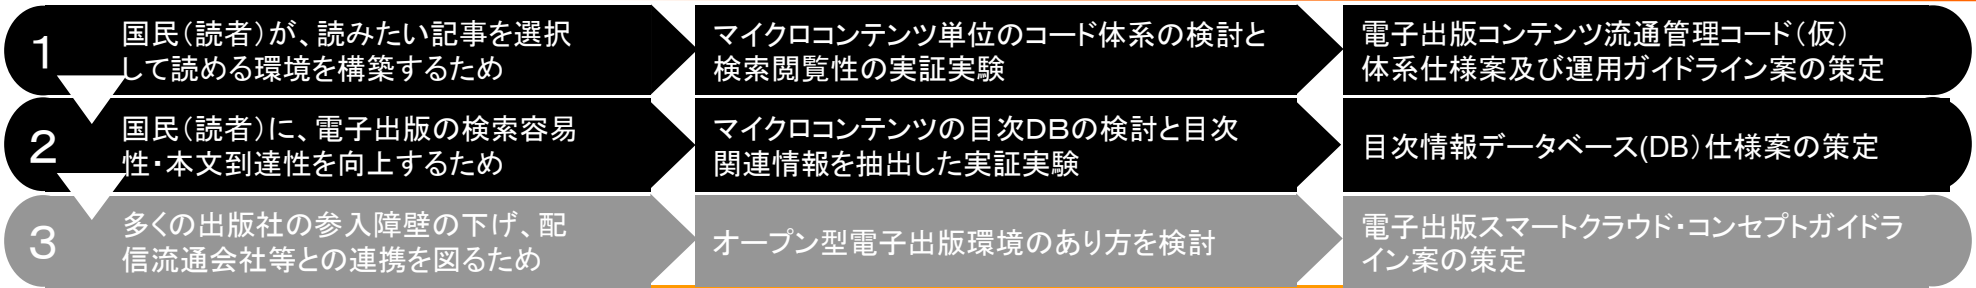 1
国民(読者)が、読みたい記事を選択
して読める環境を構築するため
マイクロコンテンツ単位のコード体系の検討と
検索閲覧性の実証実験
電子出版コンテンツ流通管理コード(仮)
体系仕様案及び運用ガイドライン案の策定
2
国民(読者)に、電子出版の検索容易
性・本文到達性を向上するため
マイクロコンテンツの目次DBの検討と目次
関連情報を抽出した実証実験
目次情報データベース(DB)仕様案の策定
3
多くの出版社の参入障壁の下げ、配
信流通会社等との連携を図るため
オープン型電子出版環境のあり方を検討
電子出版スマートクラウド・コンセプトガイドラ
イン案の策定